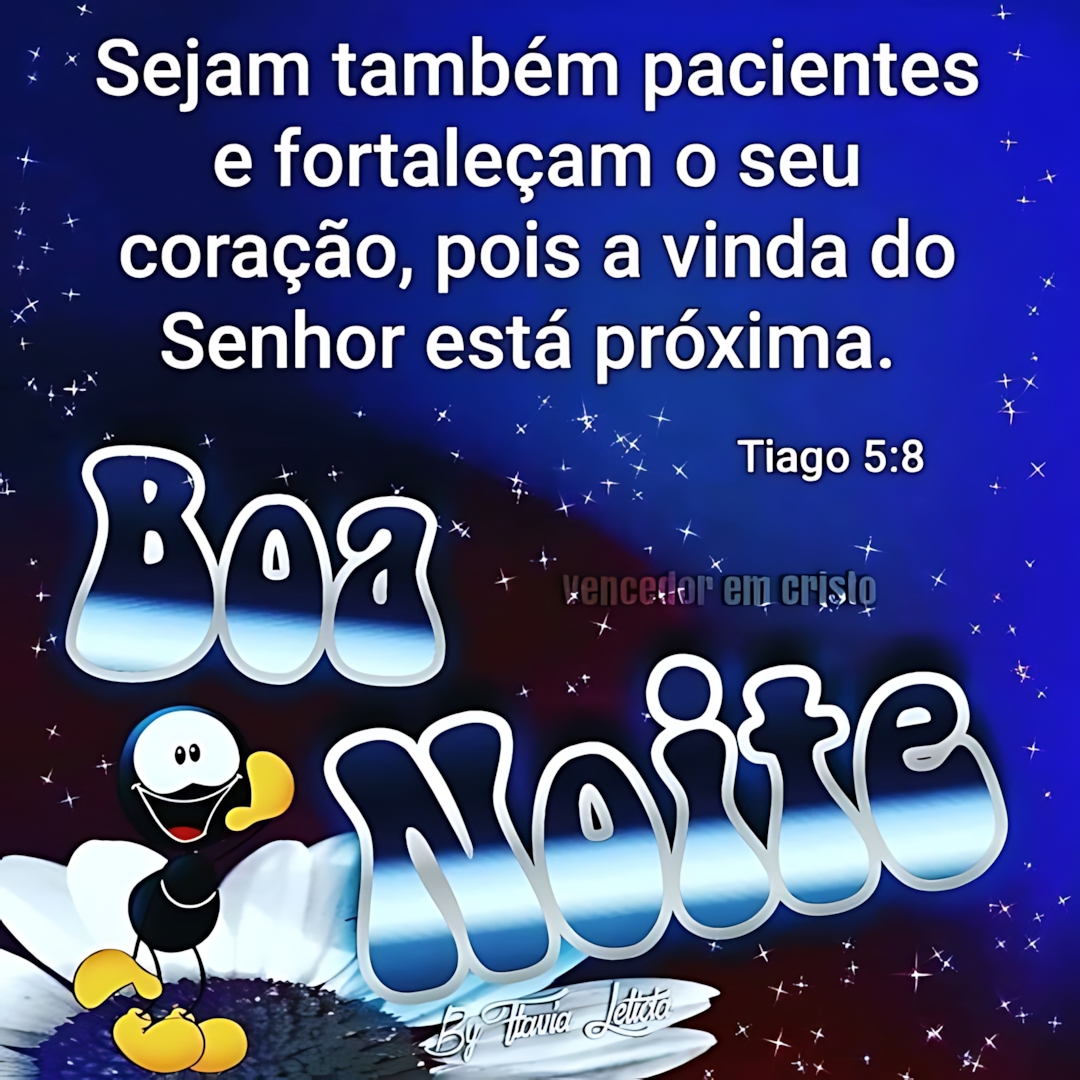 Sejam também pacientes
e fortaleçam o seu
coração, pois a vinda do
Senhor está próxima.
Tiago 5:8
Boa
vencedor em cristo
Noite
By Flavia Leticia